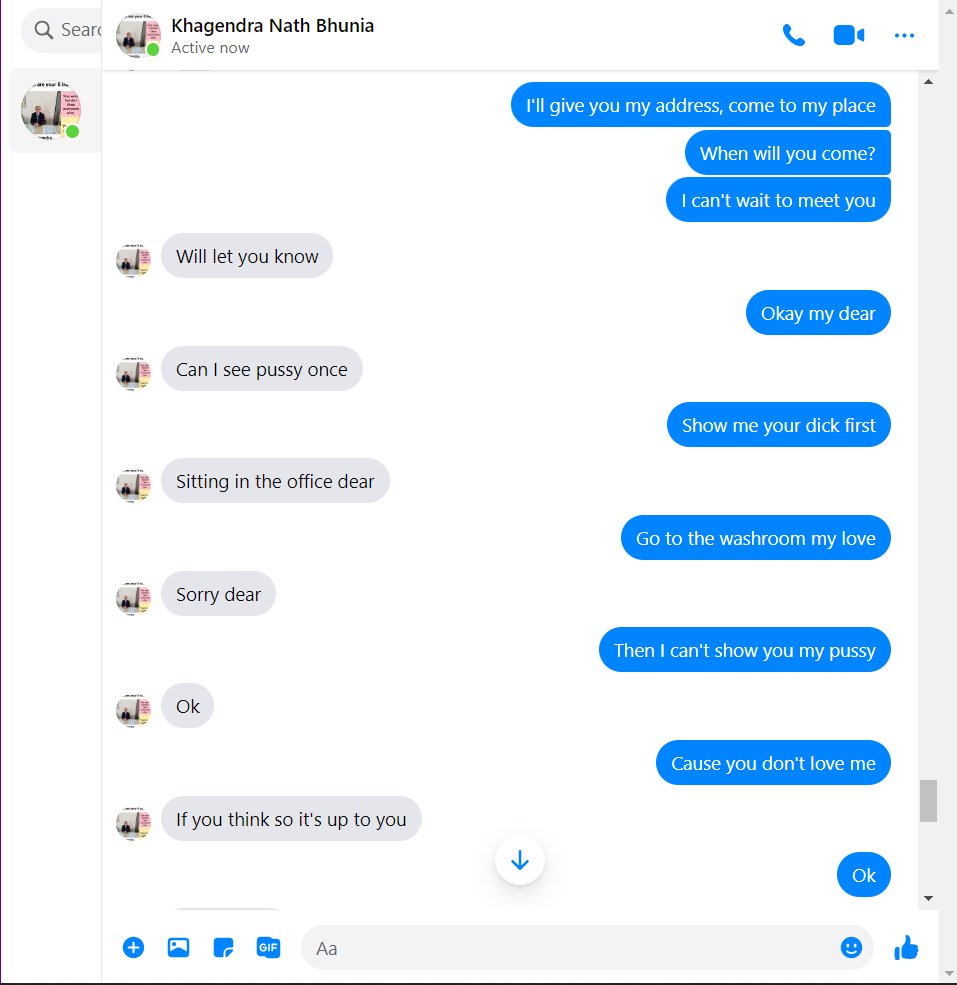 Searc
Khagendra Nath Bhunia
Active now
I'll give you my address, come to my place
When will you come?
I can't wait to meet you
Will let you know
Okay my dear
Can I see pussy once
Show me your dick first
Sitting in the office dear
Go to the washroom my love
Sorry dear
Then I can't show you my pussy
Ok
Cause you don't love me
If you think so it's up to you
Ok
GIF
Aa